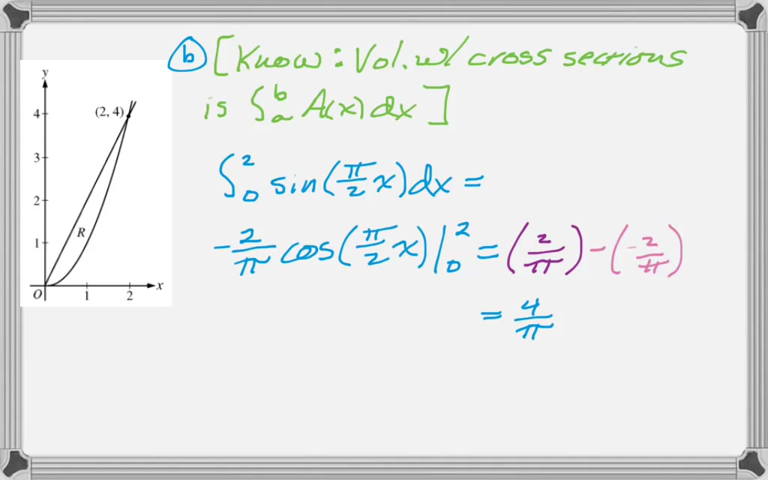 b [Know: Vol. w/ cross sections
is ∫ₐᵇ A(x)dx]
∫₀² sin(π/2 x)dx =
-2/π cos(π/2 x)|₀² = (2/π) - (-2/π)
= 4/π
y
4
(2, 4)
3
2
R
1
O
1
2
x